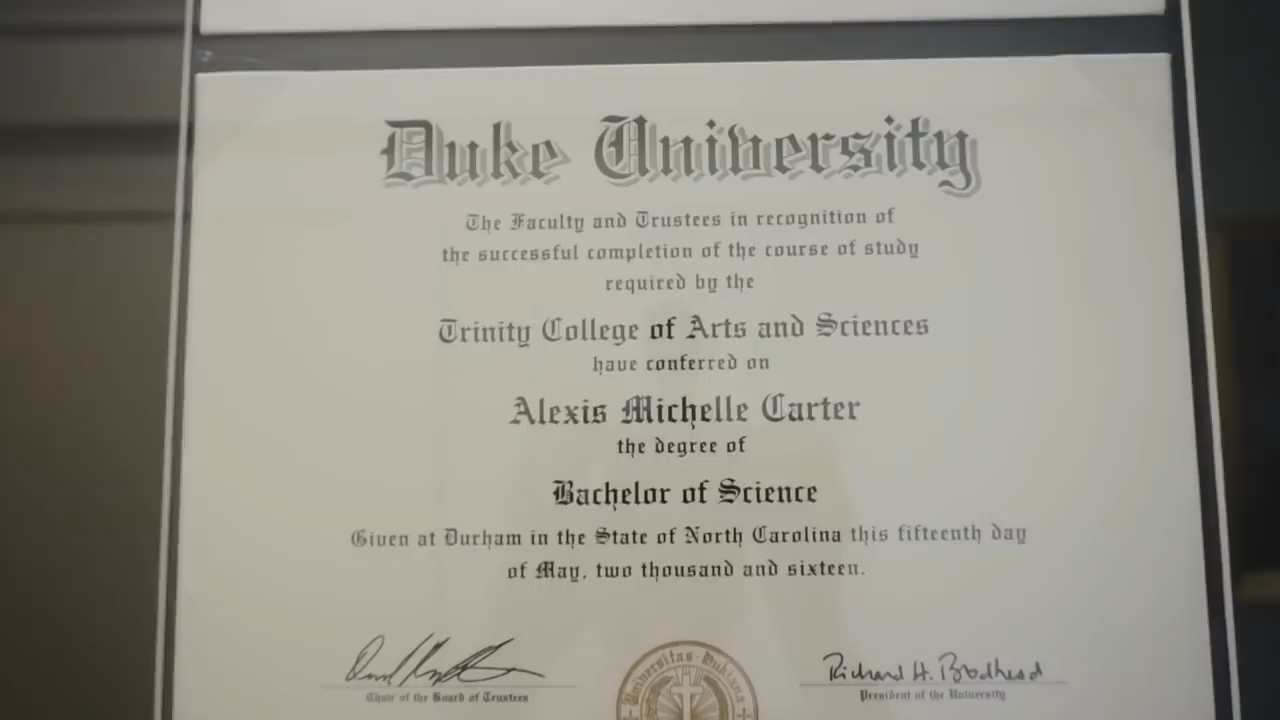 Duke University
The Faculty and Trustees in recognition of
the successful completion of the course of study
required by the
Trinity College of Arts and Sciences
have conferred on
Alexis Michelle Carter
the degree of
Bachelor of Science
Given at Durham in the State of North Carolina this fifteenth day
of May, two thousand and sixteen.
Richard H. Brodhead
Chair of the Board of Trustees
President of the University
Universitas · Dukiana